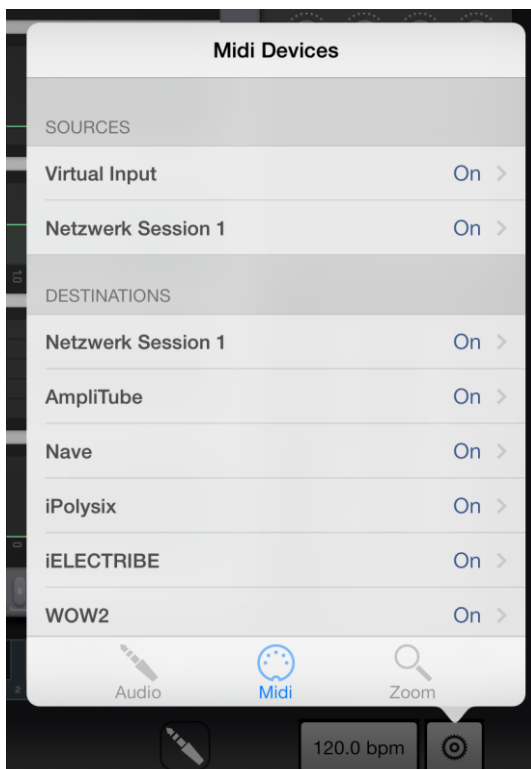 Midi Devices
SOURCES
Virtual Input On
Netzwerk Session 1 On
DESTINATIONS
Netzwerk Session 1 On
AmpliTube On
Nave On
iPolysix On
iELECTRIBE On
WOW2 On
Audio Midi Zoom
120.0 bpm